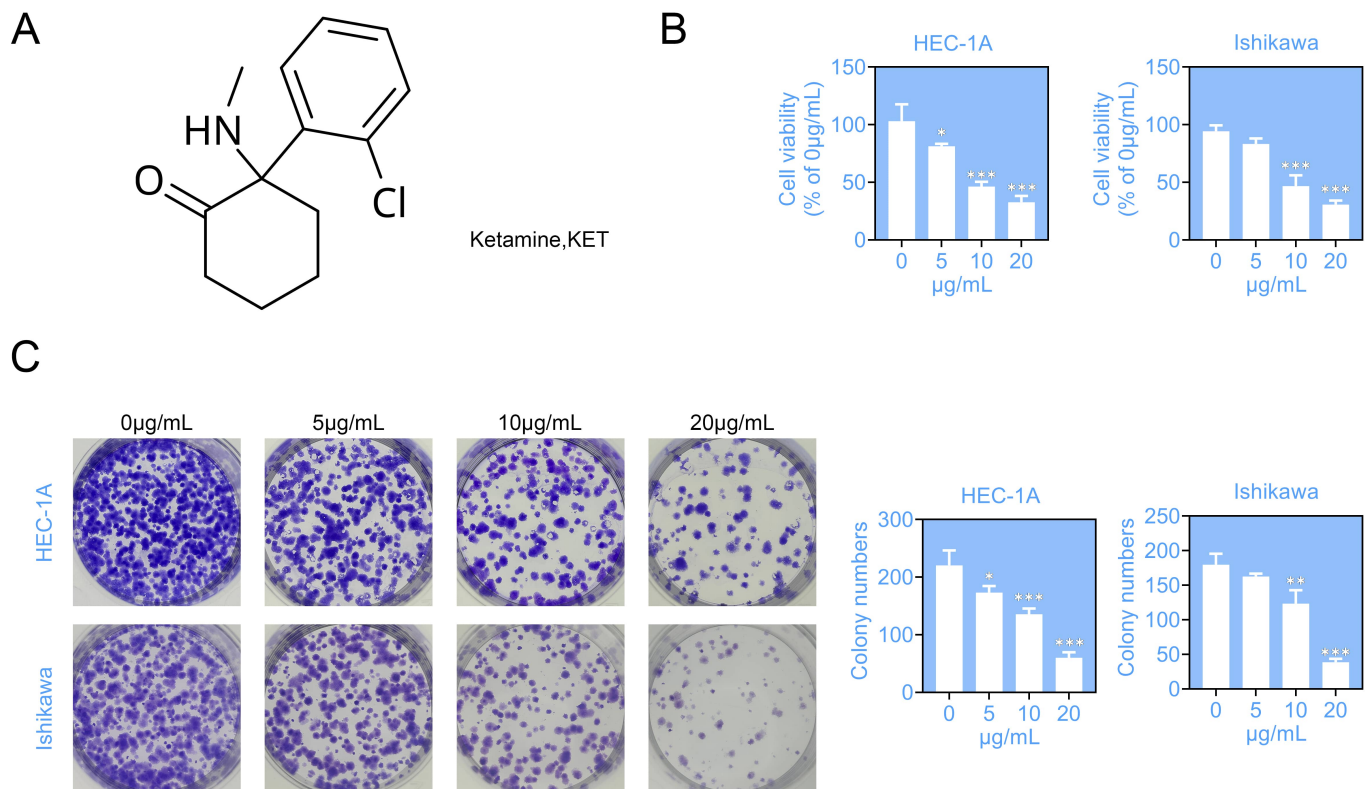 A
HN
O
Cl
Ketamine,KET
B
HEC-1A
Cell viability
(% of 0µg/mL)
150
100
50
0
*
***
***
0 5 10 20
µg/mL
Ishikawa
Cell viability
(% of 0µg/mL)
150
100
50
0
***
***
0 5 10 20
µg/mL
C
0µg/mL 5µg/mL 10µg/mL 20µg/mL
HEC-1A
Ishikawa
HEC-1A
Colony numbers
300
200
100
0
*
***
***
0 5 10 20
µg/mL
Ishikawa
Colony numbers
250
200
150
100
50
0
**
***
0 5 10 20
µg/mL